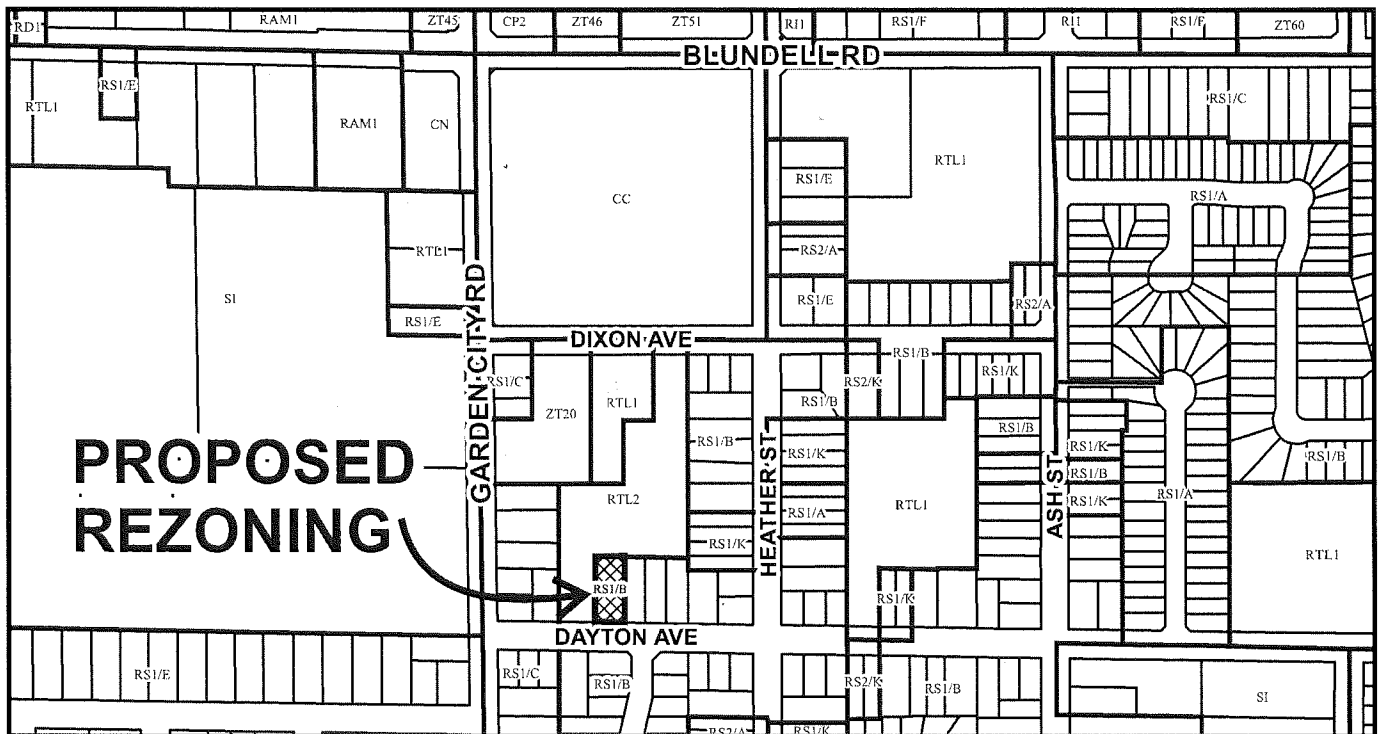 RD1
RAM1
ZT45
CP2
ZT46
ZT51
RI1
RS1/F
RI1
RS1/F
ZT60
BLUNDELL RD
RTL1
RS1/E
RAM1
CN
CC
RS1/E
RTL1
RS1/C
RS1/A
RS2/A
RS1/E
RS2/A
SI
RTL1
RS1/E
GARDEN CITY RD
DIXON AVE
RS1/C
ZT20
RTL1
RS1/B
RS1/B
RS2/K
RS1/K
RS1/B
RS1/K
RS1/B
RS1/K
RS1/B
RS1/K
RS1/B
PROPOSED
REZONING
RTL2
HEATHER ST
RS1/A
RTL1
ASH ST
RS1/A
RTL1
RS1/K
RS1/B
RS1/K
DAYTON AVE
RS1/E
RS1/C
RS1/B
RS2/K
RS1/B
SI
RS2/A
RS1/K